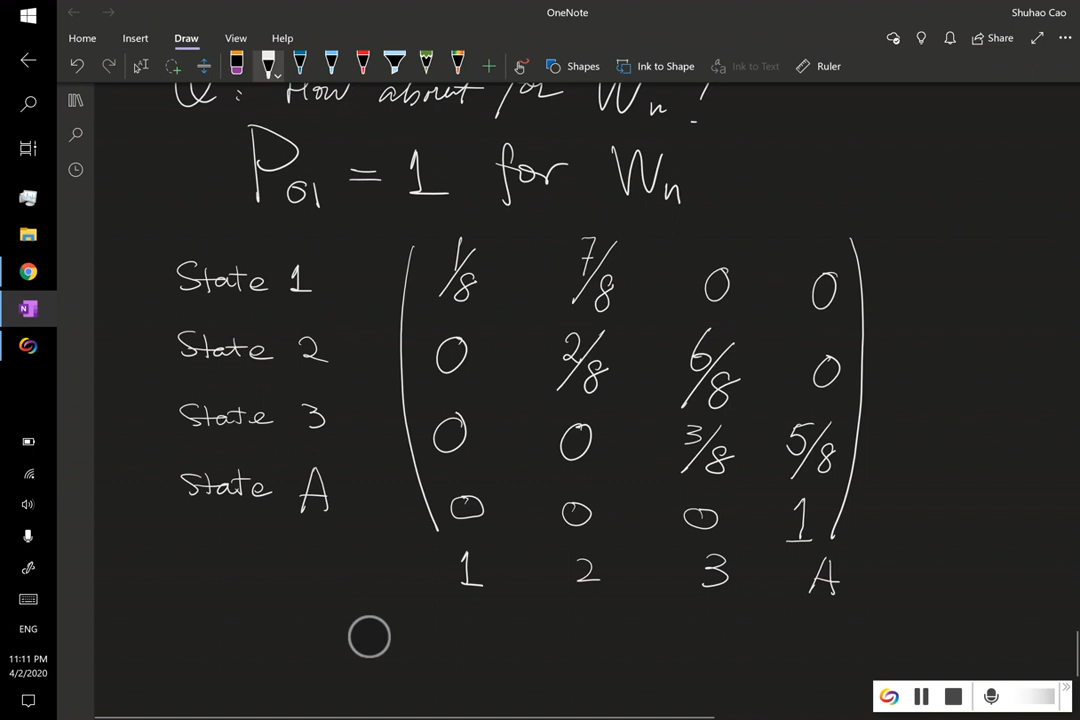 OneNote
Shuhao Cao
Home Insert Draw View Help
Share
Shapes
Ink to Shape
Ink to Text
Ruler
Q: How about for Wn?
P01 = 1 for Wn
State 1 1/8 7/8 0 0
State 2 0 2/8 6/8 0
State 3 0 0 3/8 5/8
State A 0 0 0 1
1 2 3 A
ENG
11:11 PM
4/2/2020